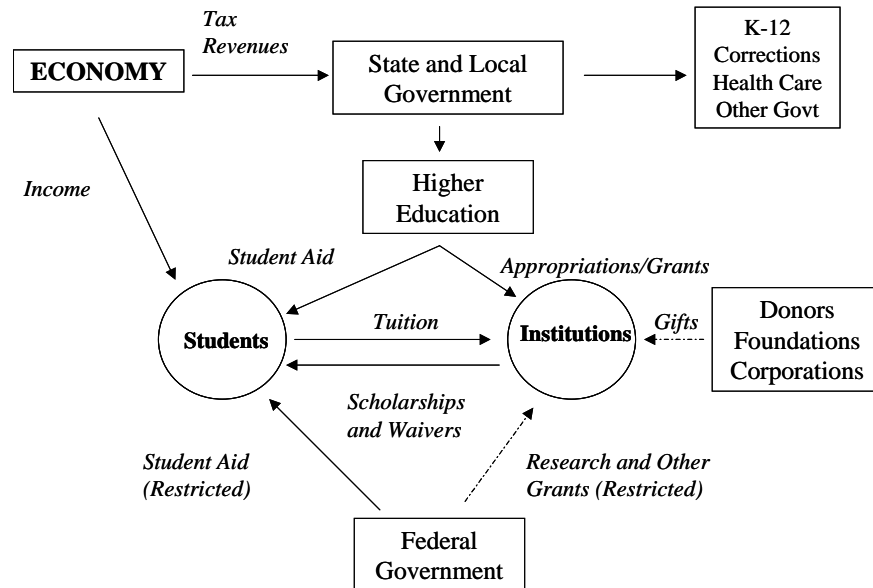 Tax
Revenues
ECONOMY
State and Local
Government
K-12
Corrections
Health Care
Other Govt
Income
Higher
Education
Student Aid
Appropriations/Grants
Students
Tuition
Institutions
Gifts
Donors
Foundations
Corporations
Scholarships
and Waivers
Student Aid
(Restricted)
Research and Other
Grants (Restricted)
Federal
Government